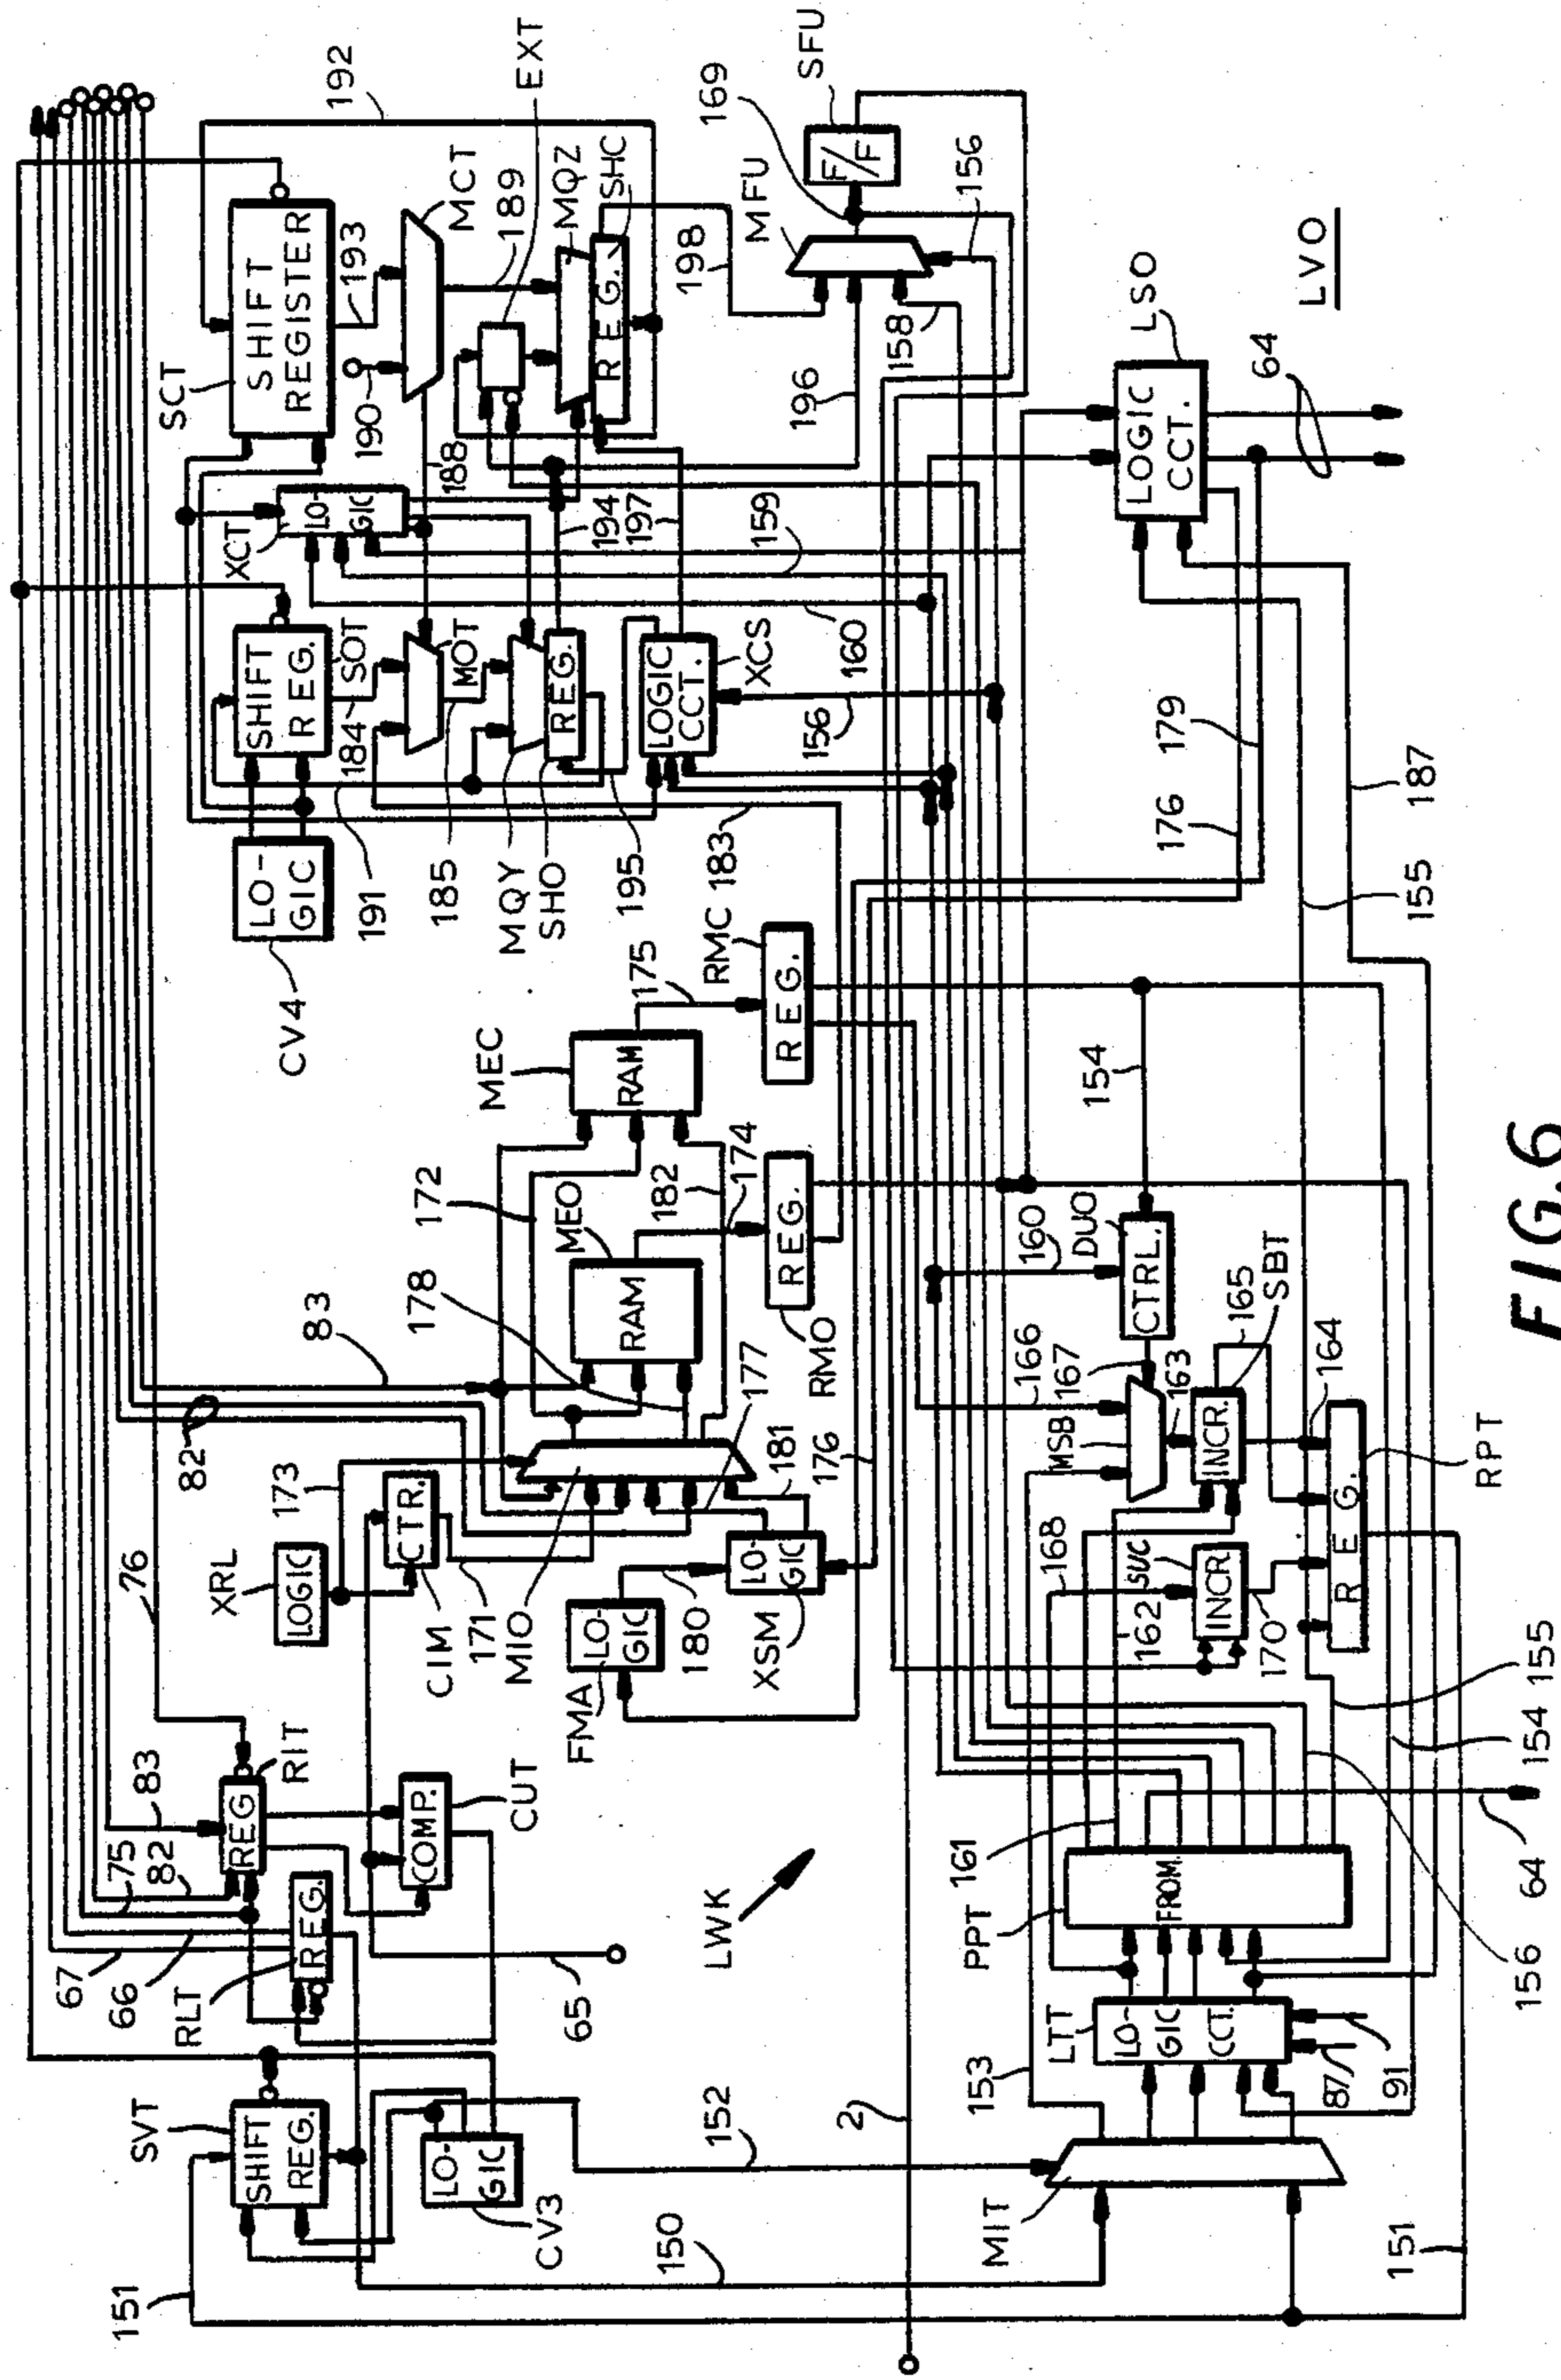 151
SVT
SHIFT
REG.
67
66
RLT
REG.
75
82
83
REG
RIT
76
XRL
LOGIC
173
82
83
172
178
MEO
MEC
CV4
LO-
GIC
191
184
SHIFT
REG.
SOT
XCT
LO-
GIC
SCT
SHIFT
REGISTER
190
193
192
MCT
189
EXT
188
MOT
185
MQY
SHO
REG.
MQZ
REG.
SHC
CV3
LO-
GIC
COMP.
CUT
CTR.
CIM
171
MIO
RAM
RAM
182
174
175
RMC
REG.
REG.
RMO
183
195
LOGIC
CCT.
XCS
194
197
159
160
156
196
198
158
MFU
169
F/F
SFU
156
150
152
65
LWK
FMA
LO-
GIC
180
XSM
LO-
GIC
181
177
176
2
153
MIT
LTT
LO-
GIC
CCT.
87
91
PPT
FROM.
161
162
168
SUC
INCR.
170
MSB
166
167
163
INCR.
165
SBT
164
160
DUO
CTRL.
154
REG.
RPT
176
179
155
187
LOGIC
CCT.
LSO
64
LVO
151
156
64
154
155
FIG.6